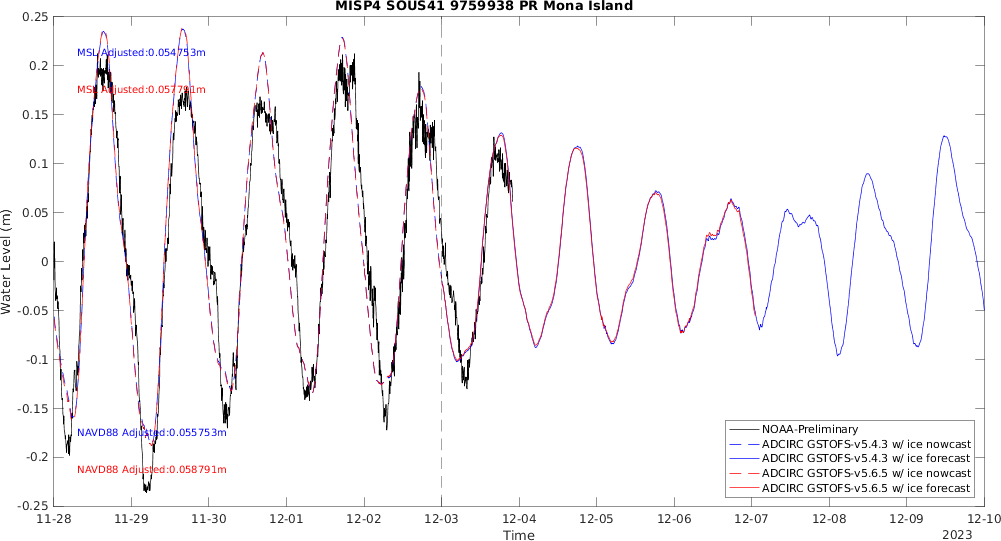 MISP4 SOUS41 9759938 PR Mona Island
0.25
0.2
0.15
0.1
0.05
0
-0.05
-0.1
-0.15
-0.2
-0.25
Water Level (m)
MSL Adjusted:0.054753m
MSL Adjusted:0.057791m
NAVD88 Adjusted:0.055753m
NAVD88 Adjusted:0.058791m
NOAA-Preliminary
ADCIRC GSTOFS-v5.4.3 w/ ice nowcast
ADCIRC GSTOFS-v5.4.3 w/ ice forecast
ADCIRC GSTOFS-v5.6.5 w/ ice nowcast
ADCIRC GSTOFS-v5.6.5 w/ ice forecast
11-28 11-29 11-30 12-01 12-02 12-03 12-04 12-05 12-06 12-07 12-08 12-09 12-10
Time
2023